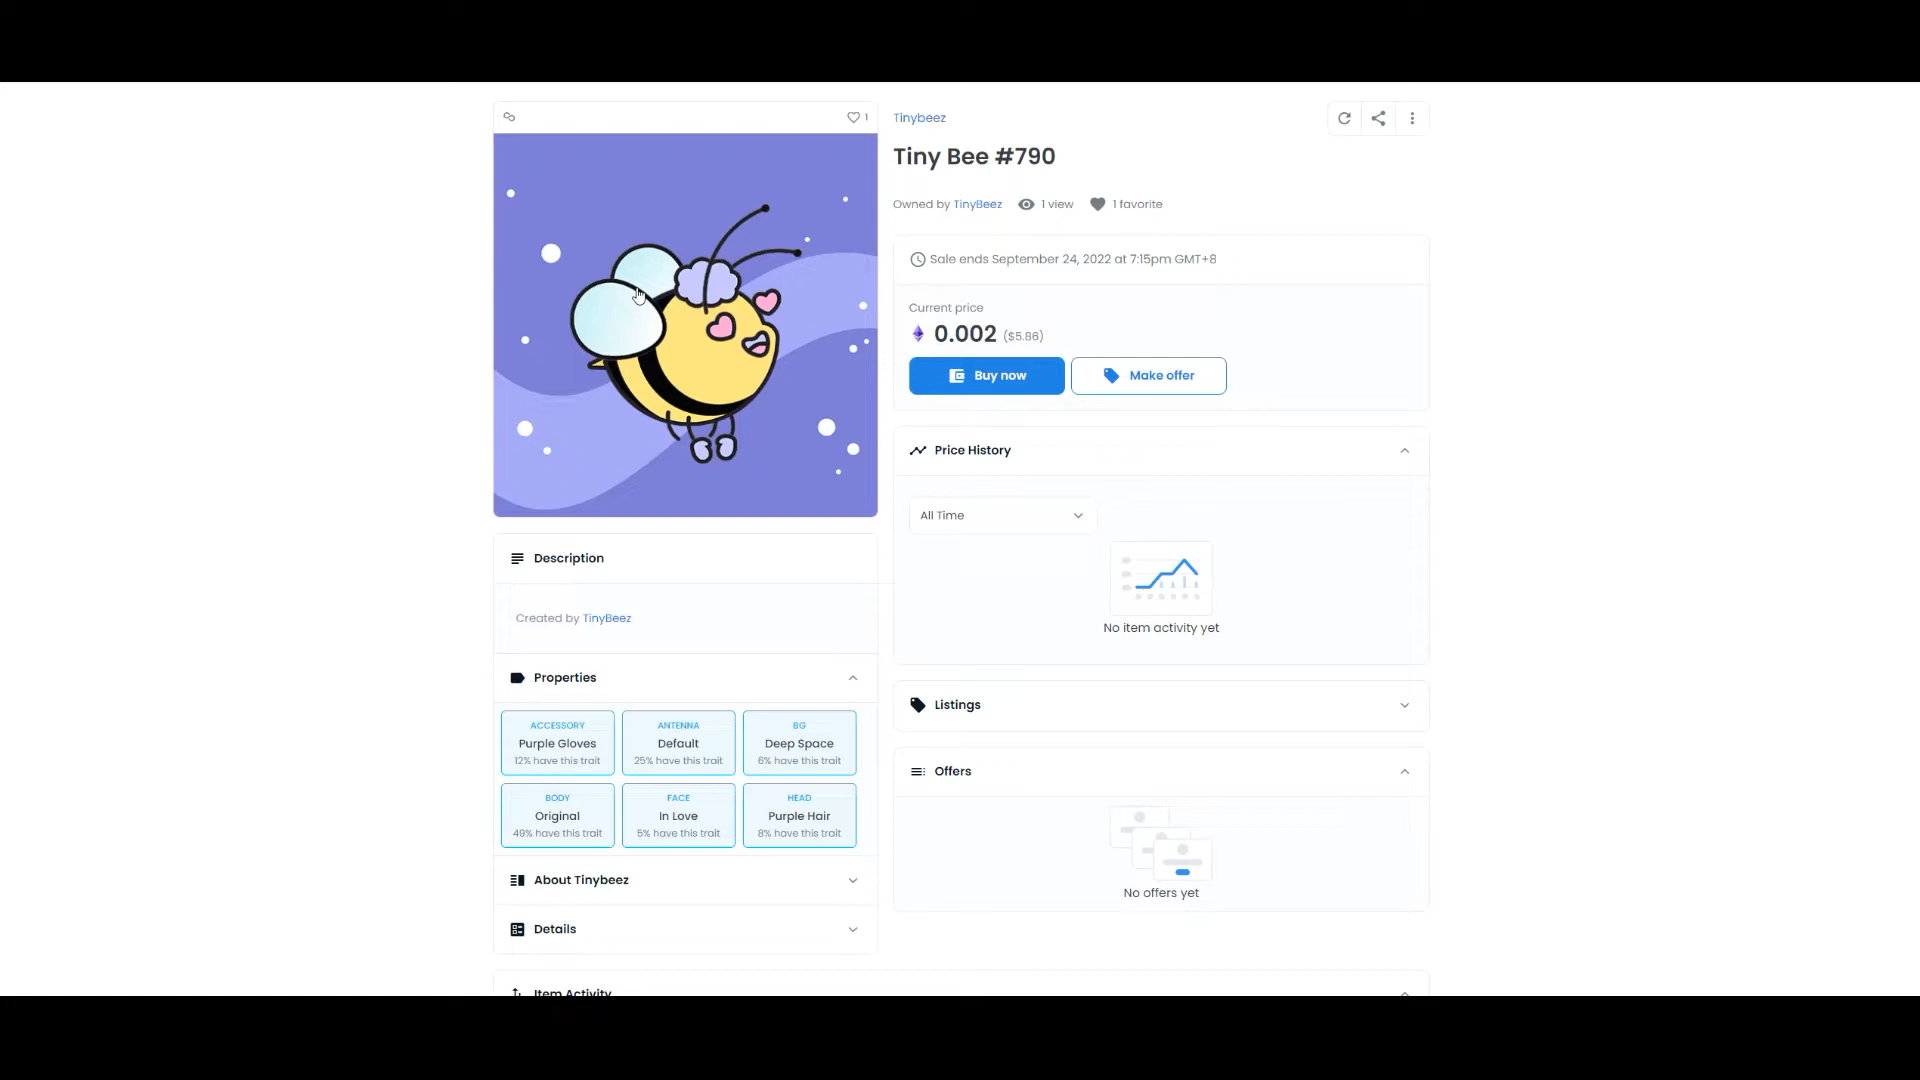 1
Tinybeez
Tiny Bee #790
Owned by TinyBeez 1 view 1 favorite
Sale ends September 24, 2022 at 7:15pm GMT+8
Current price
0.002 ($5.86)
Buy now
Make offer
Price History
All Time
No item activity yet
Listings
Offers
No offers yet
Description
Created by TinyBeez
Properties
ACCESSORY
Purple Gloves
12% have this trait
ANTENNA
Default
25% have this trait
BG
Deep Space
6% have this trait
BODY
Original
49% have this trait
FACE
In Love
5% have this trait
HEAD
Purple Hair
8% have this trait
About Tinybeez
Details
Item Activity